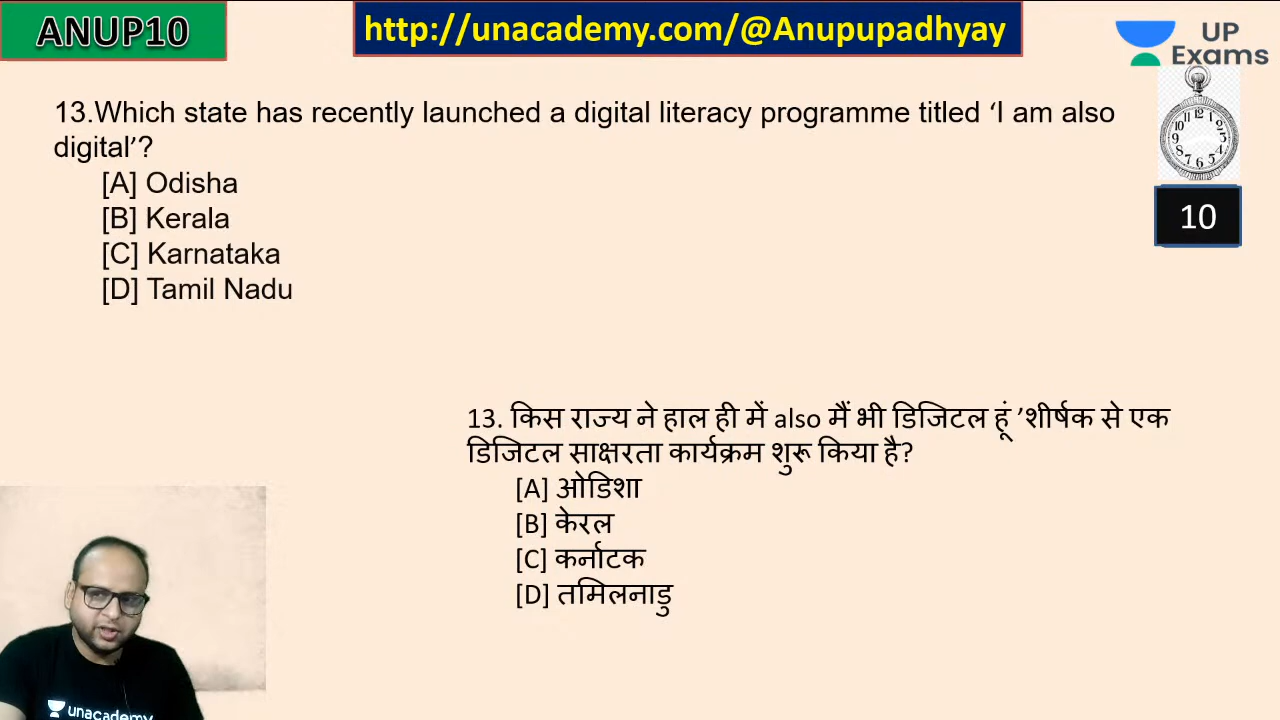 ANUP10
http://unacademy.com/@Anupupadhyay
UP
Exams
13.Which state has recently launched a digital literacy programme titled ‘I am also
digital’?
[A] Odisha
[B] Kerala
[C] Karnataka
[D] Tamil Nadu
10
13. किस राज्य ने हाल ही में also मैं भी डिजिटल हूं ’शीर्षक से एक
डिजिटल साक्षरता कार्यक्रम शुरू किया है?
[A] ओडिशा
[B] केरल
[C] कर्नाटक
[D] तमिलनाडु
unacademy